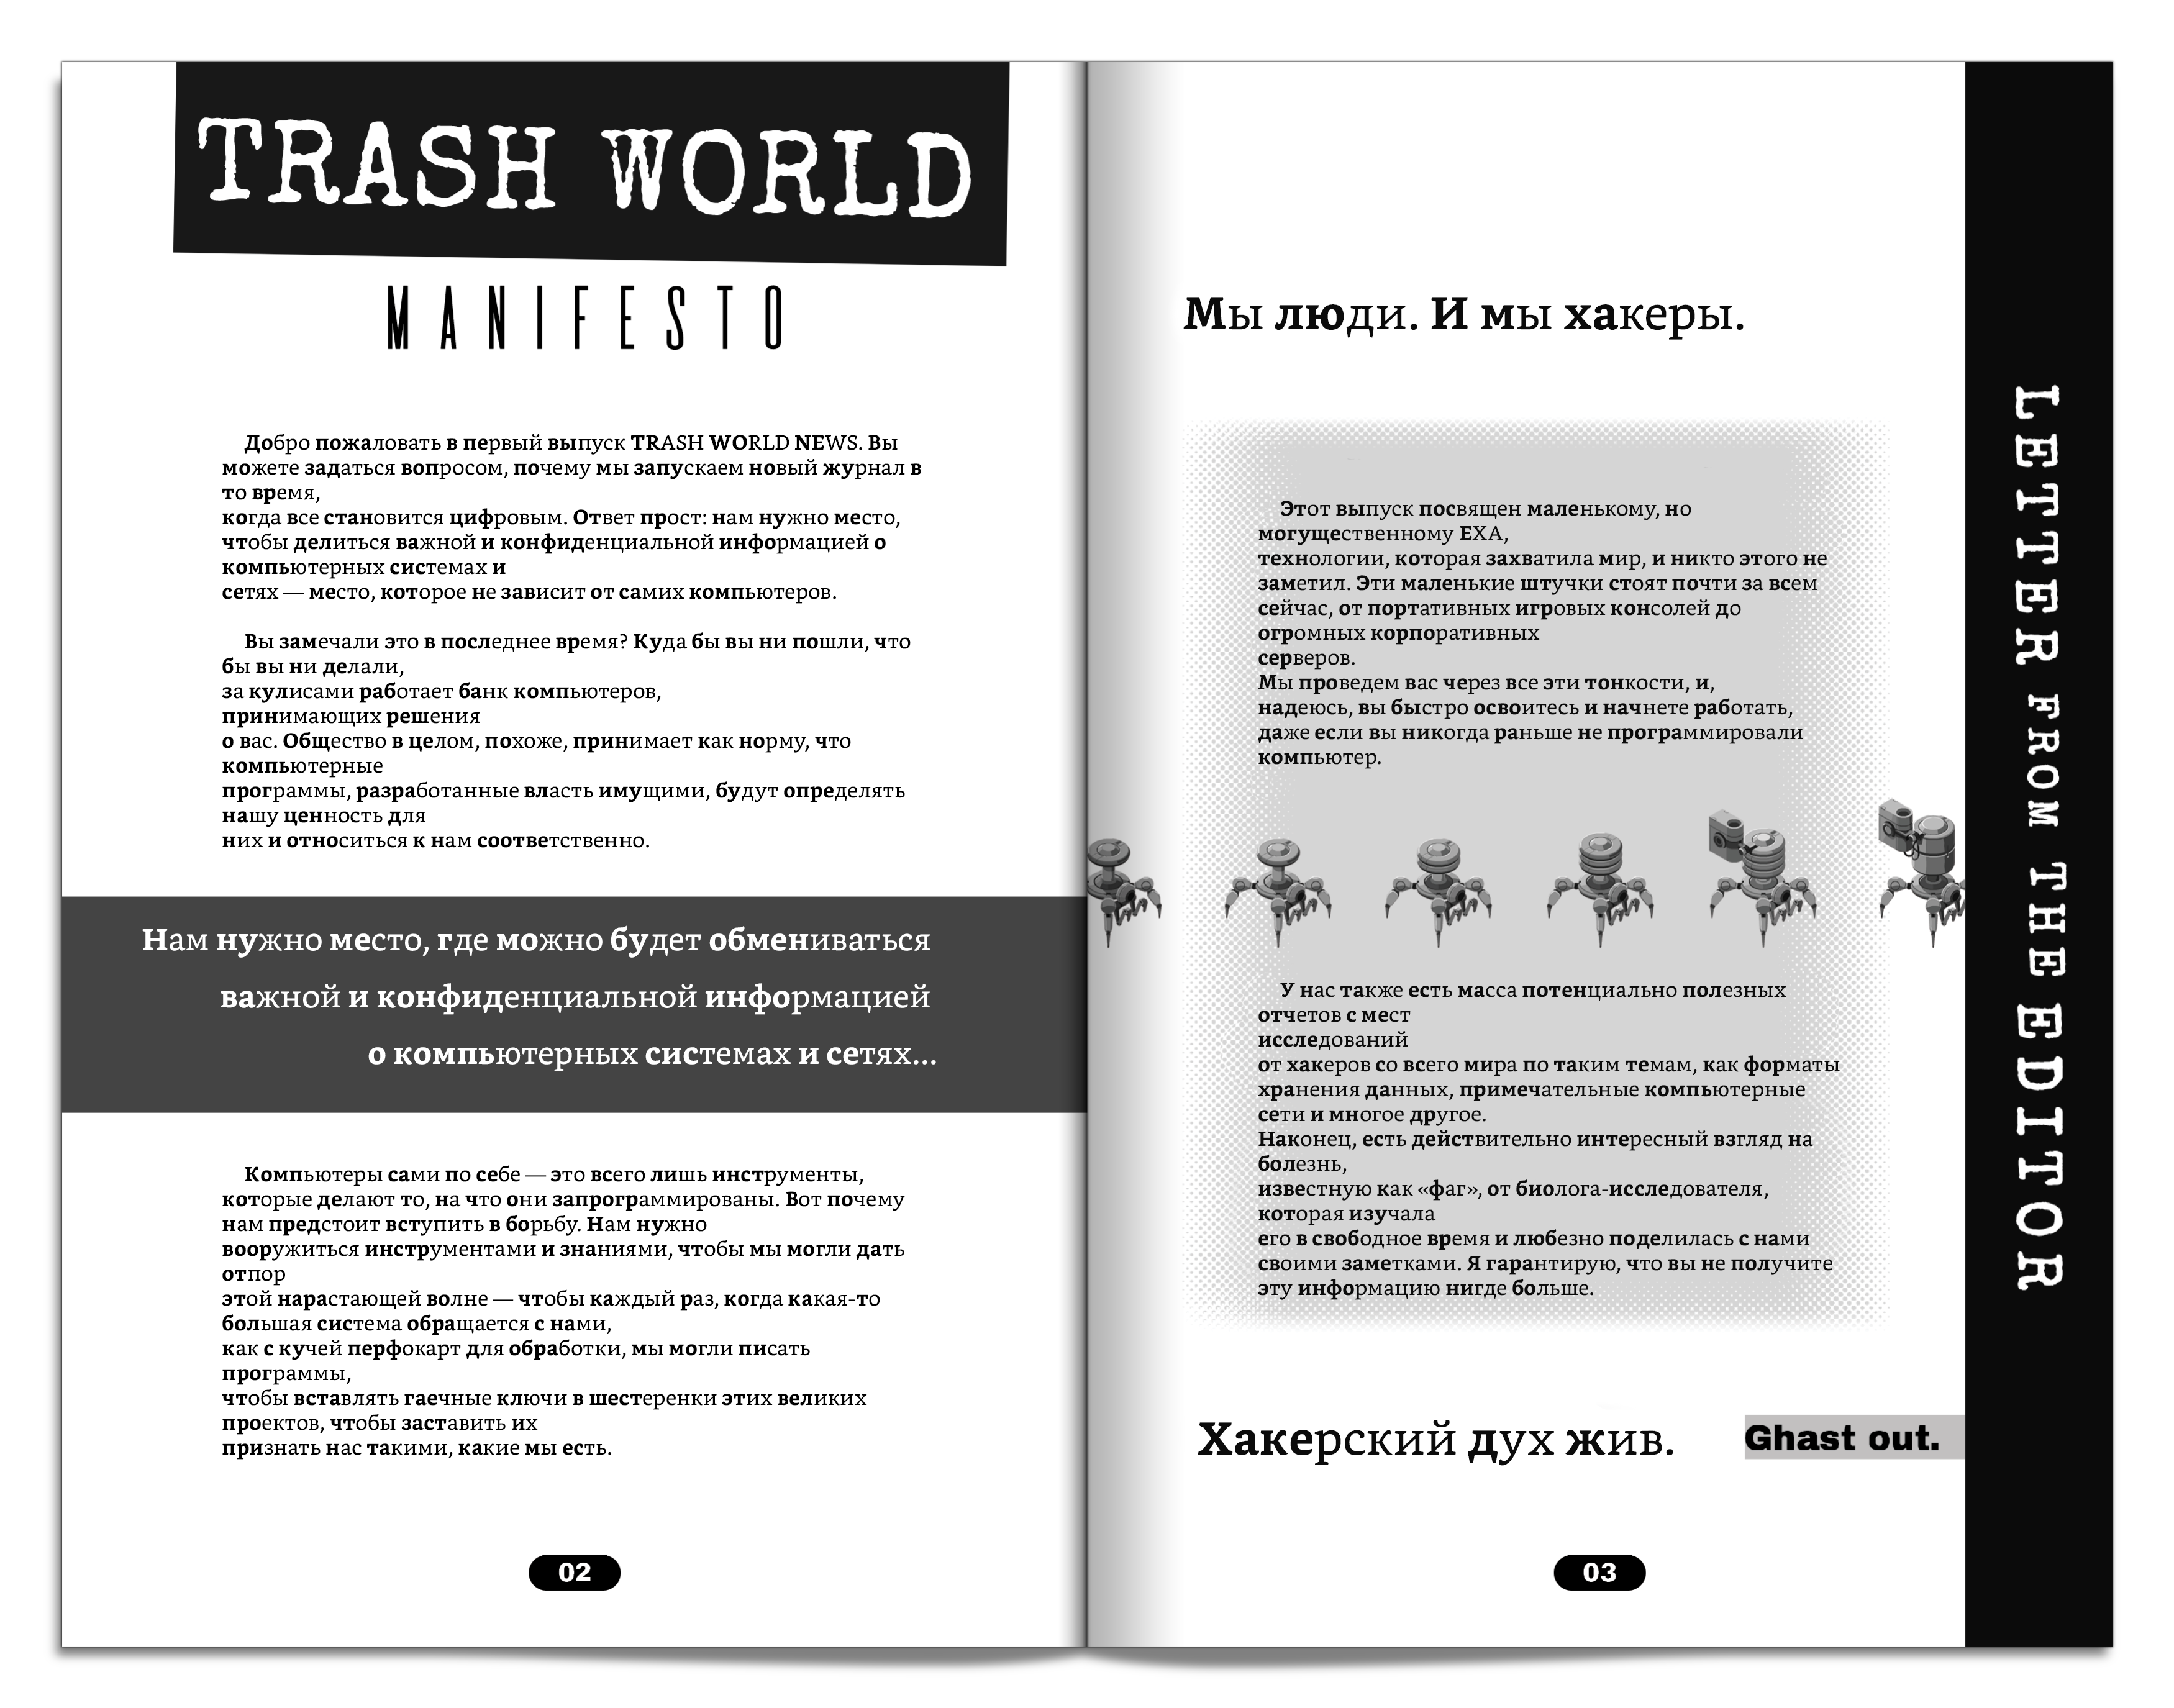 TRASH WORLD
MANIFESTO
Добро пожаловать в первый выпуск TRASH WORLD NEWS. Вы
можете задаться вопросом, почему мы запускаем новый журнал в
то время,
когда все становится цифровым. Ответ прост: нам нужно место,
чтобы делиться важной и конфиденциальной информацией о
компьютерных системах и
сетях — место, которое не зависит от самих компьютеров.
Вы замечали это в последнее время? Куда бы вы ни пошли, что
бы вы ни делали,
за кулисами работает банк компьютеров,
принимающих решения
о вас. Общество в целом, похоже, принимает как норму, что
компьютерные
программы, разработанные власть имущими, будут определять
нашу ценность для
них и относиться к нам соответственно.
Нам нужно место, где можно будет обмениваться
важной и конфиденциальной информацией
о компьютерных системах и сетях...
Компьютеры сами по себе — это всего лишь инструменты,
которые делают то, на что они запрограммированы. Вот почему
нам предстоит вступить в борьбу. Нам нужно
вооружиться инструментами и знаниями, чтобы мы могли дать
отпор
этой нарастающей волне — чтобы каждый раз, когда какая-то
большая система обращается с нами,
как с кучей перфокарт для обработки, мы могли писать
программы,
чтобы вставлять гаечные ключи в шестеренки этих великих
проектов, чтобы заставить их
признать нас такими, какие мы есть.
02
Мы люди. И мы хакеры.
Этот выпуск посвящен маленькому, но
могущественному EXA,
технологии, которая захватила мир, и никто этого не
заметил. Эти маленькие штучки стоят почти за всем
сейчас, от портативных игровых консолей до
огромных корпоративных
серверов.
Мы проведем вас через все эти тонкости, и,
надеюсь, вы быстро освоитесь и начнете работать,
даже если вы никогда раньше не программировали
компьютер.
У нас также есть масса потенциально полезных
отчетов с мест
исследований
от хакеров со всего мира по таким темам, как форматы
хранения данных, примечательные компьютерные
сети и многое другое.
Наконец, есть действительно интересный взгляд на
болезнь,
известную как «фаг», от биолога-исследователя,
которая изучала
его в свободное время и любезно поделилась с нами
своими заметками. Я гарантирую, что вы не получите
эту информацию нигде больше.
Хакерский дух жив.
Ghast out.
03
LETTER FROM THE EDITOR